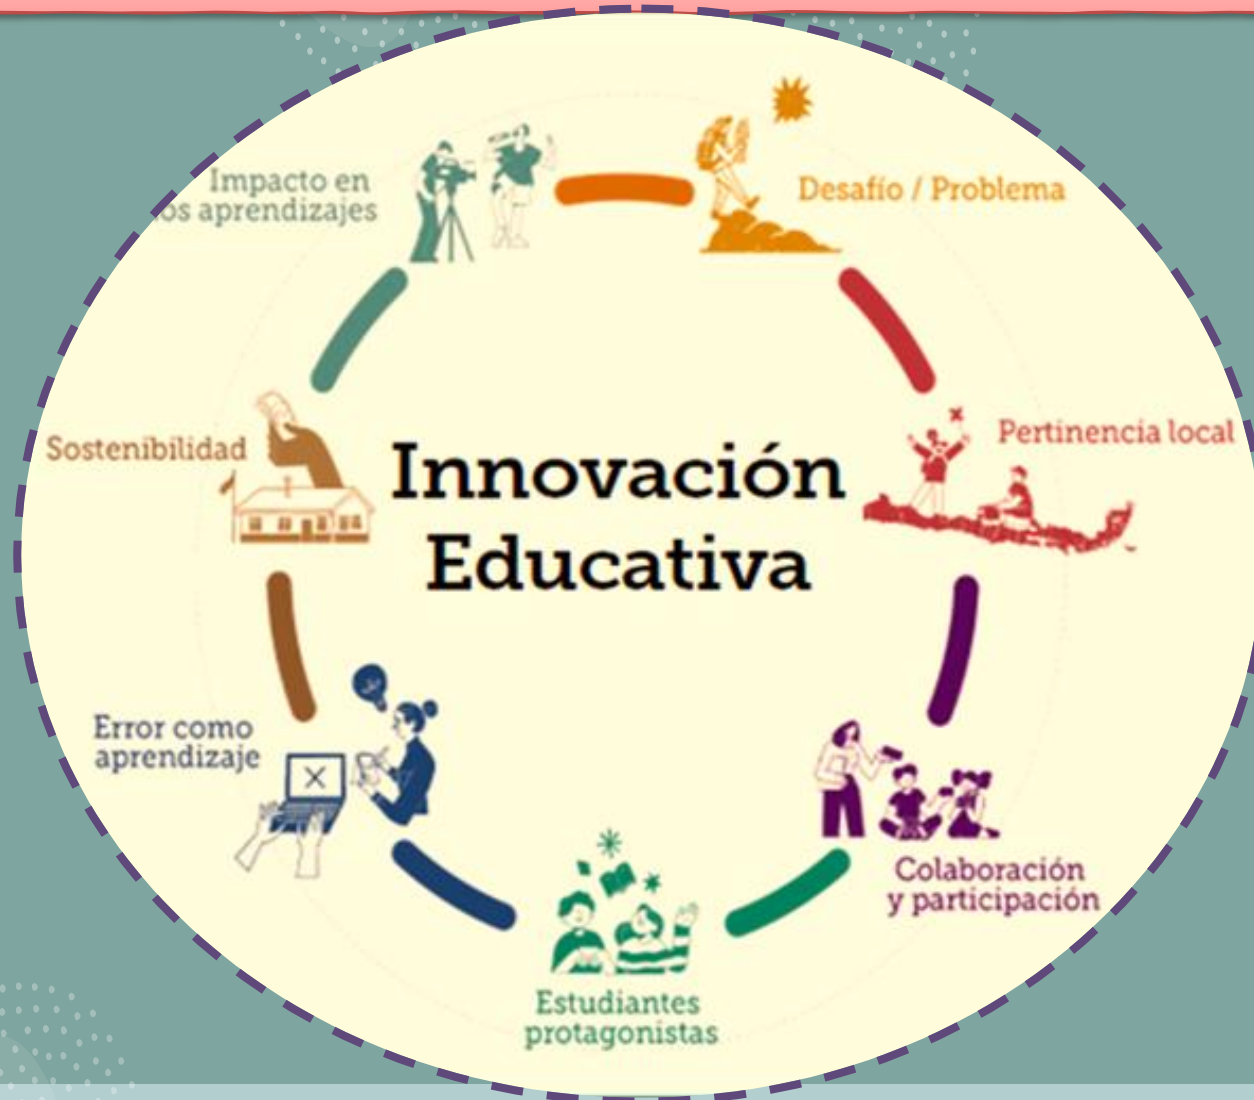 Innovación
Educativa
Desafío / Problema
Pertinencia local
Colaboración
y participación
Estudiantes
protagonistas
Error como
aprendizaje
Sostenibilidad
Impacto en
os aprendizajes